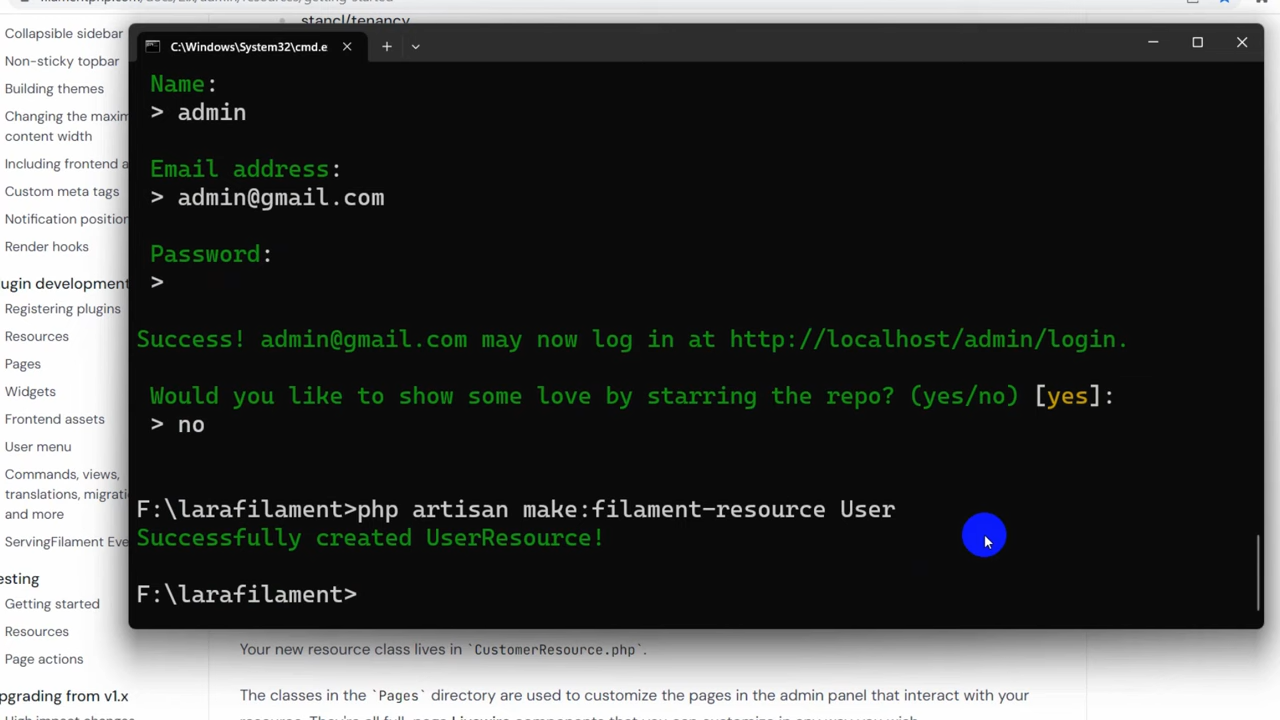 stancl/tenancy
Collapsible sidebar
Non-sticky topbar
Building themes
Changing the maxim
content width
Including frontend a
Custom meta tags
Notification position
Render hooks
lugin development
Registering plugins
Resources
Pages
Widgets
Frontend assets
User menu
Commands, views,
translations, migratio
and more
ServingFilament Eve
esting
Getting started
Resources
Page actions
pgrading from v1.x
C:\Windows\System32\cmd.e
Name:
> admin
Email address:
> admin@gmail.com
Password:
>
Success! admin@gmail.com may now log in at http://localhost/admin/login.
Would you like to show some love by starring the repo? (yes/no) [yes]:
> no
F:\larafilament>php artisan make:filament-resource User
Successfully created UserResource!
F:\larafilament>
Your new resource class lives in `CustomerResource.php`.
The classes in the `Pages` directory are used to customize the pages in the admin panel that interact with your